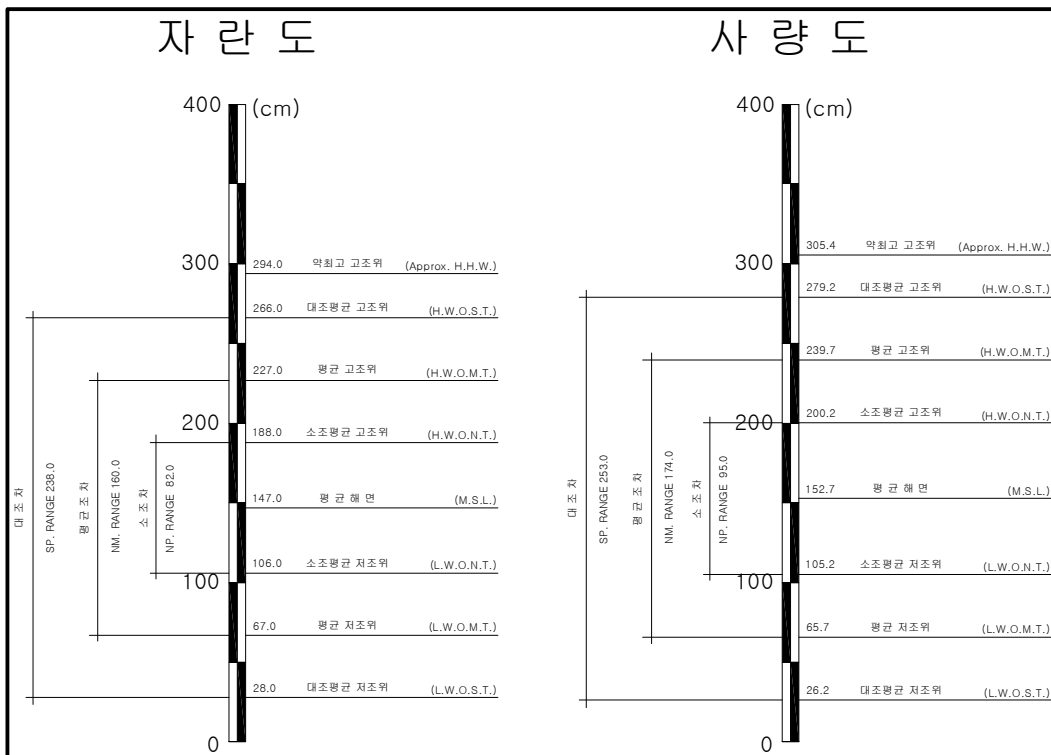 자 란 도
400 (cm)
300
294.0 약최고 고조위 (Approx. H.H.W.)
266.0 대조평균 고조위 (H.W.O.S.T.)
227.0 평균 고조위 (H.W.O.M.T.)
200
188.0 소조평균 고조위 (H.W.O.N.T.)
147.0 평 균 해 면 (M.S.L.)
106.0 소조평균 저조위 (L.W.O.N.T.)
100
67.0 평균 저조위 (L.W.O.M.T.)
28.0 대조평균 저조위 (L.W.O.S.T.)
0
대 조 차
SP. RANGE 238.0
평 균 조 차
NM. RANGE 160.0
소 조 차
NP. RANGE 82.0
사 량 도
400 (cm)
305.4 약최고 고조위 (Approx. H.H.W.)
300
279.2 대조평균 고조위 (H.W.O.S.T.)
239.7 평균 고조위 (H.W.O.M.T.)
200.2 소조평균 고조위 (H.W.O.N.T.)
200
152.7 평 균 해 면 (M.S.L.)
105.2 소조평균 저조위 (L.W.O.N.T.)
100
65.7 평균 저조위 (L.W.O.M.T.)
26.2 대조평균 저조위 (L.W.O.S.T.)
0
대 조 차
SP. RANGE 253.0
평 균 조 차
NM. RANGE 174.0
소 조 차
NP. RANGE 95.0